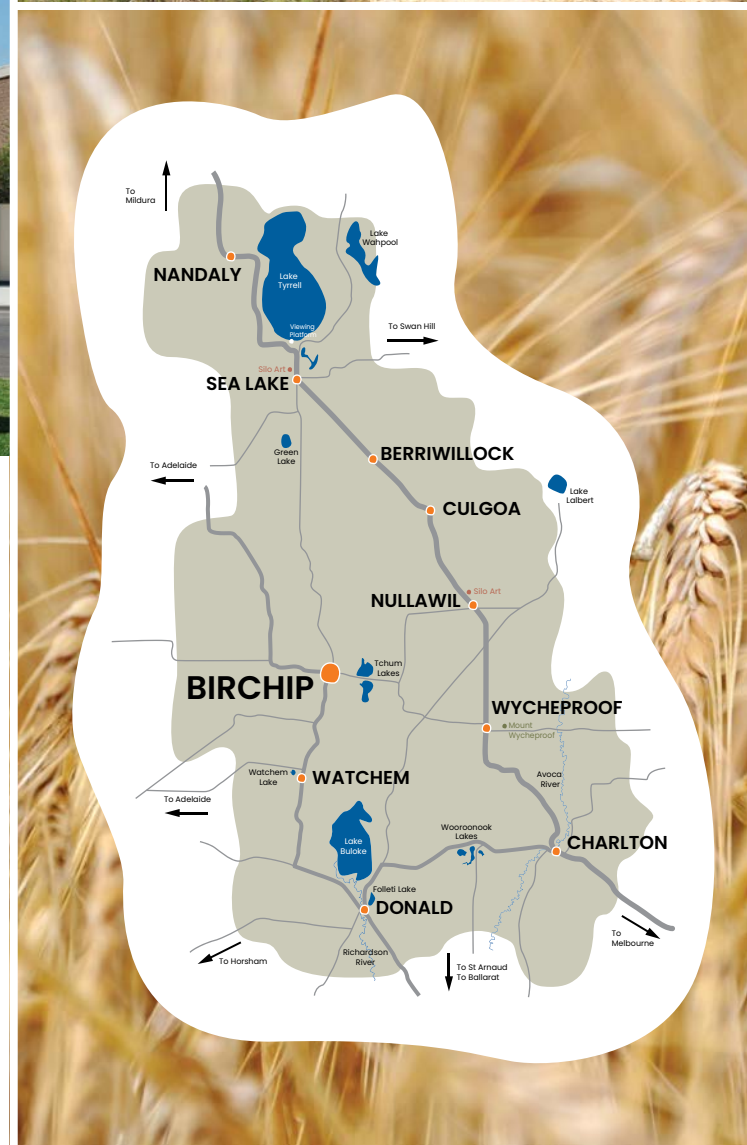 To
Mildura
Lake
Wahpool
NANDALY
Lake
Tyrrell
Viewing
Platform
To Swan Hill
Silo Art
SEA LAKE
Green
Lake
BERRIWILLOCK
To Adelaide
Lake
Lalbert
CULGOA
Silo Art
NULLAWIL
Tchum
Lakes
BIRCHIP
WYCHEPROOF
Mount
Wycheproof
Watchem
Lake
WATCHEM
Avoca
River
To Adelaide
Lake
Buloke
Wooroonook
Lakes
CHARLTON
Folleti Lake
DONALD
To
Melbourne
Richardson
River
To Horsham
To St Arnaud
To Ballarat